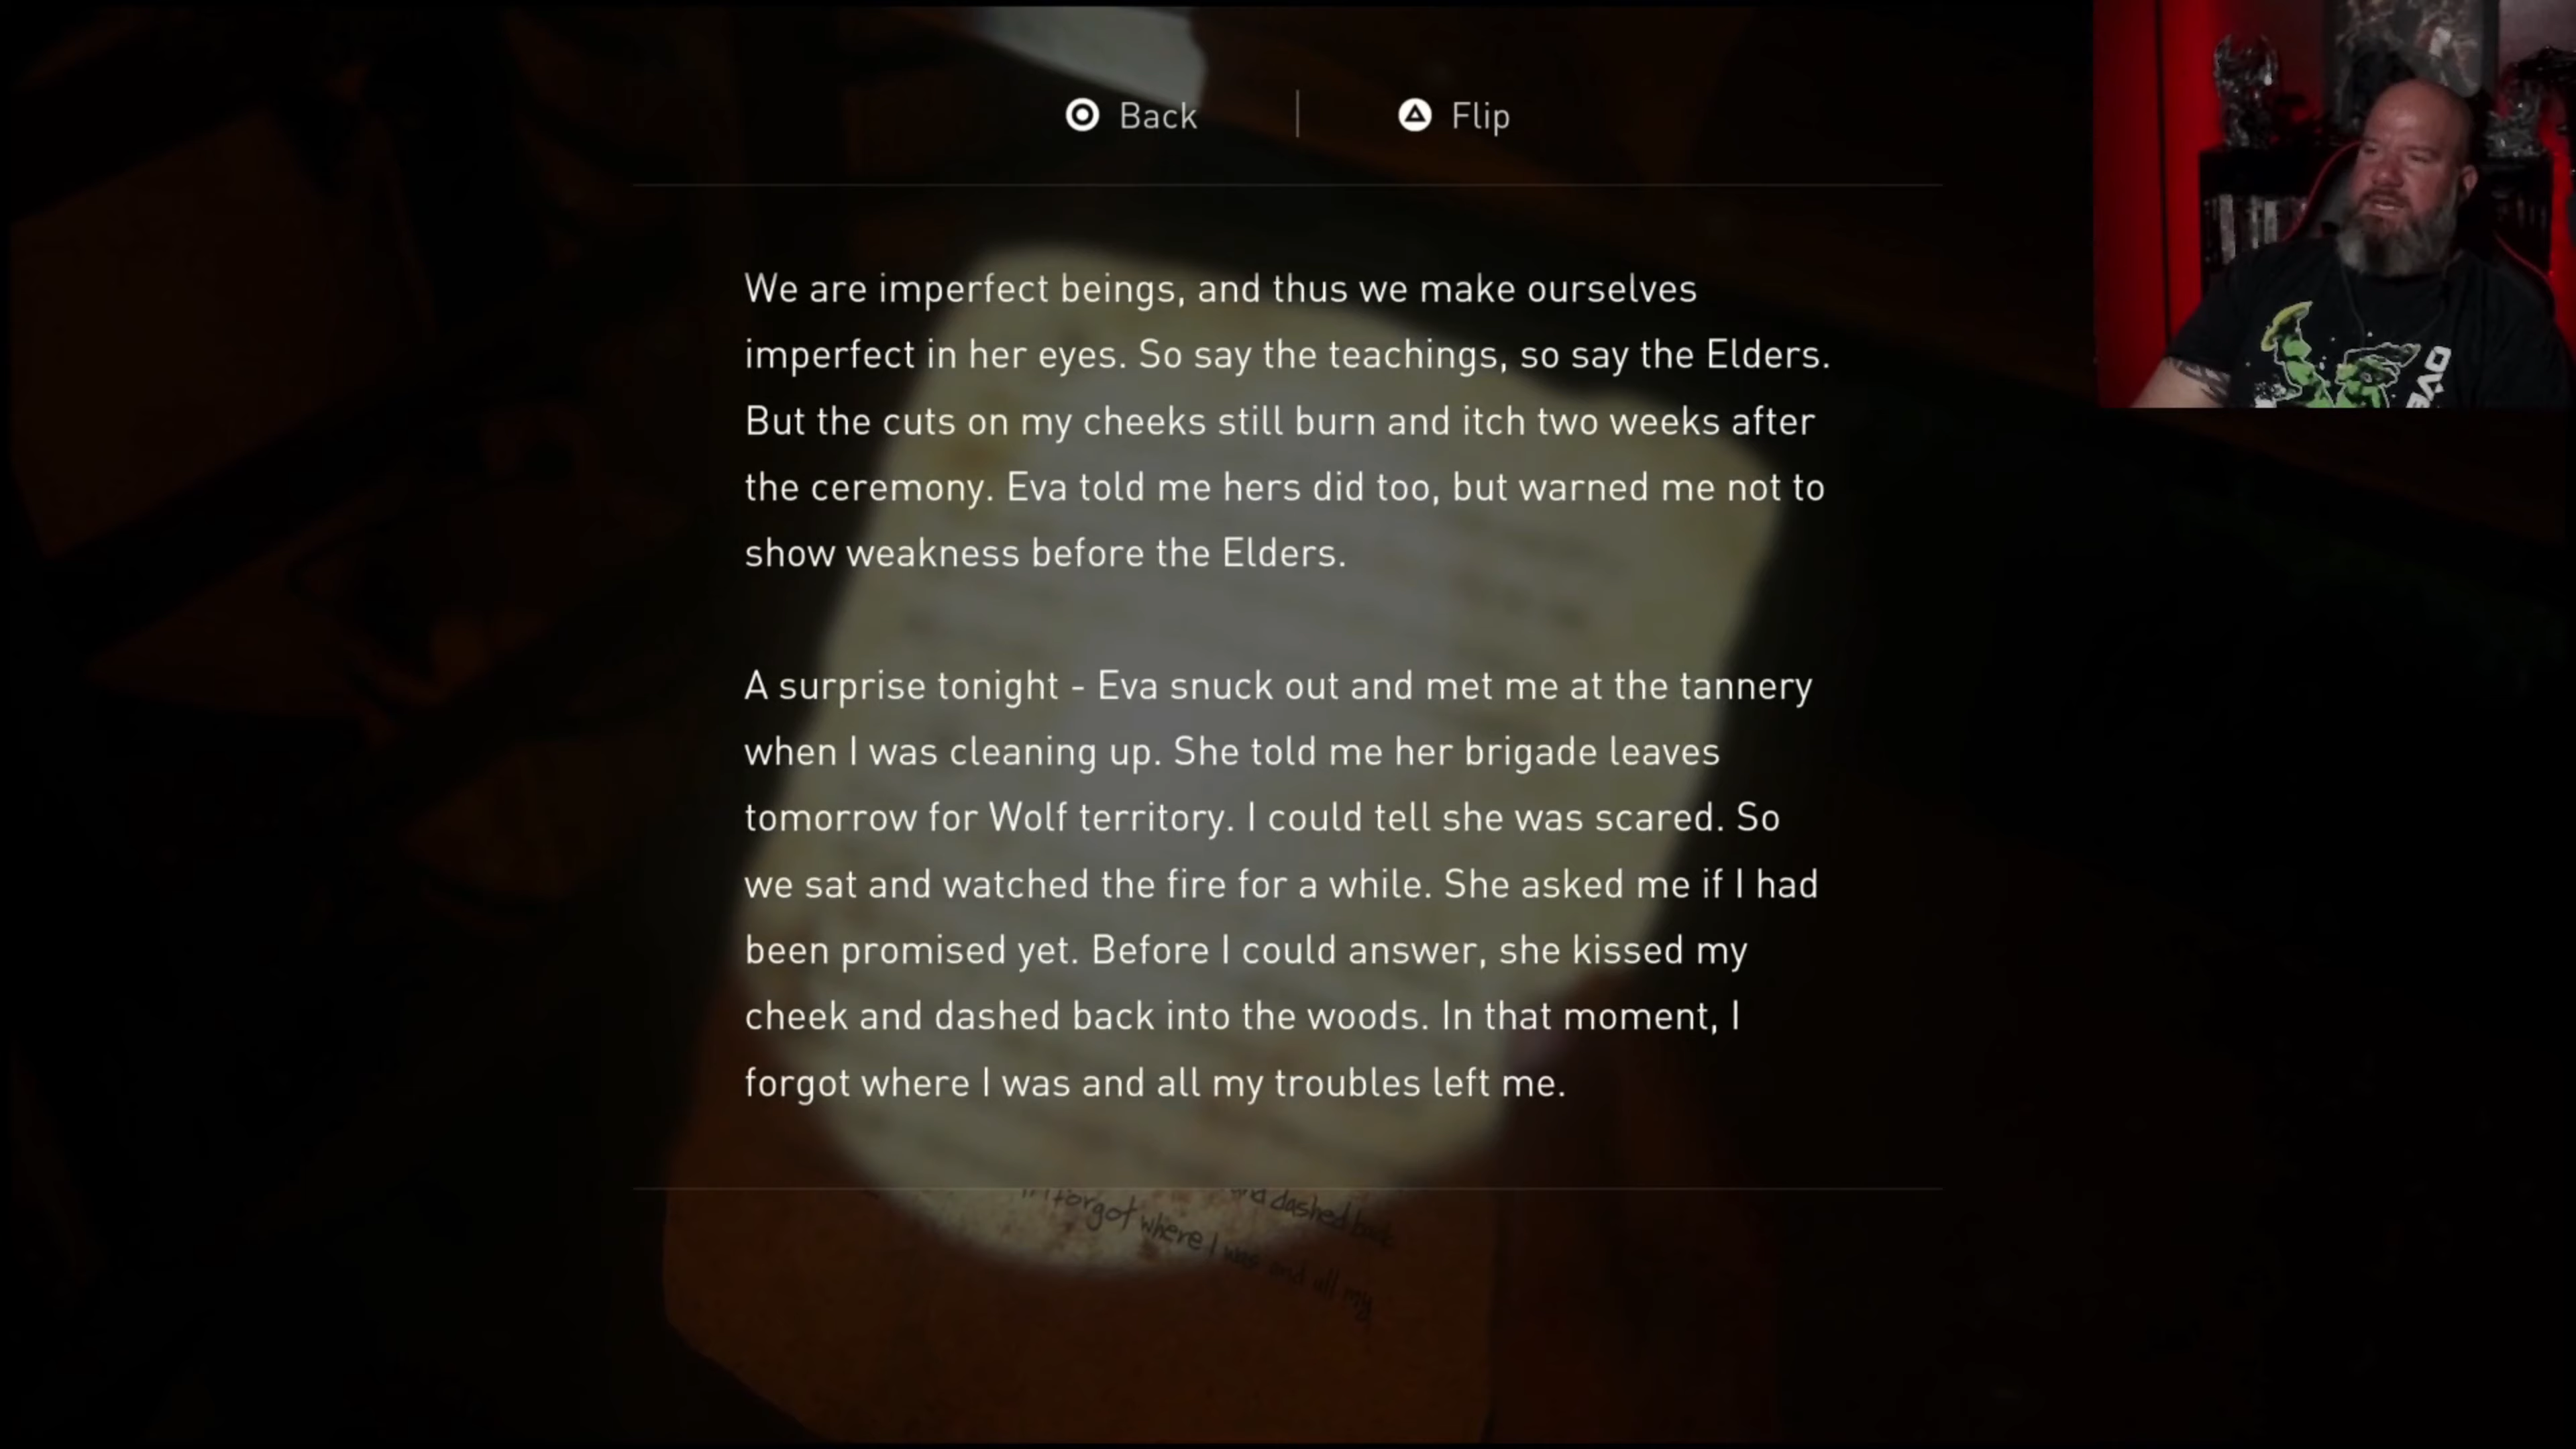 Back | Flip
We are imperfect beings, and thus we make ourselves
imperfect in her eyes. So say the teachings, so say the Elders.
But the cuts on my cheeks still burn and itch two weeks after
the ceremony. Eva told me hers did too, but warned me not to
show weakness before the Elders.
A surprise tonight - Eva snuck out and met me at the tannery
when I was cleaning up. She told me her brigade leaves
tomorrow for Wolf territory. I could tell she was scared. So
we sat and watched the fire for a while. She asked me if I had
been promised yet. Before I could answer, she kissed my
cheek and dashed back into the woods. In that moment, I
forgot where I was and all my troubles left me.
and dashed back
I forgot where I was and all my